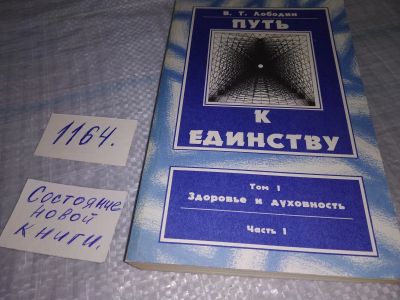 1164.
Состояние
новой
книги.
В. Т. Лободин
ПУТЬ
К
ЕДИНСТВУ
Том 1
Здоровье и духовность
Часть 1